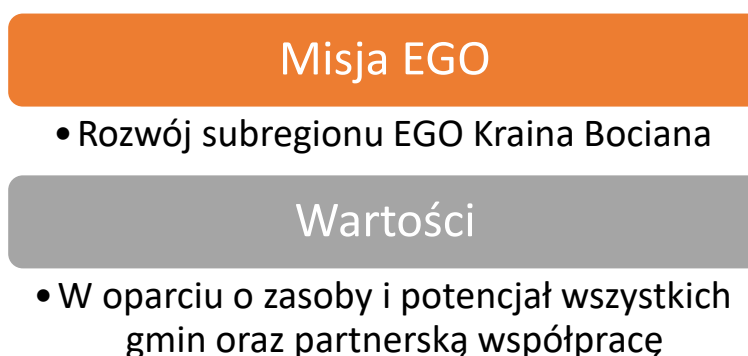 Misja EGO
• Rozwój subregionu EGO Kraina Bociana
Wartości
• W oparciu o zasoby i potencjał wszystkich
gmin oraz partnerską współpracę